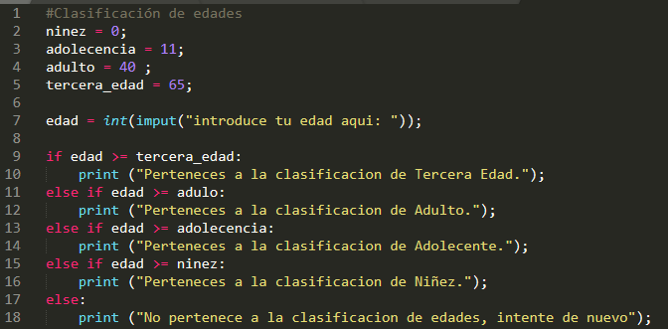 1 #Clasificación de edades
2 ninez = 0;
3 adolecencia = 11;
4 adulto = 40 ;
5 tercera_edad = 65;
6
7 edad = int(imput("introduce tu edad aqui: "));
8
9 if edad >= tercera_edad:
10     print ("Perteneces a la clasificacion de Tercera Edad.");
11 else if edad >= adulo:
12     print ("Perteneces a la clasificacion de Adulto.");
13 else if edad >= adolecencia:
14     print ("Perteneces a la clasificacion de Adolecente.");
15 else if edad >= ninez:
16     print ("Perteneces a la clasificacion de Niñez.");
17 else:
18     print ("No pertenece a la clasificacion de edades, intente de nuevo");